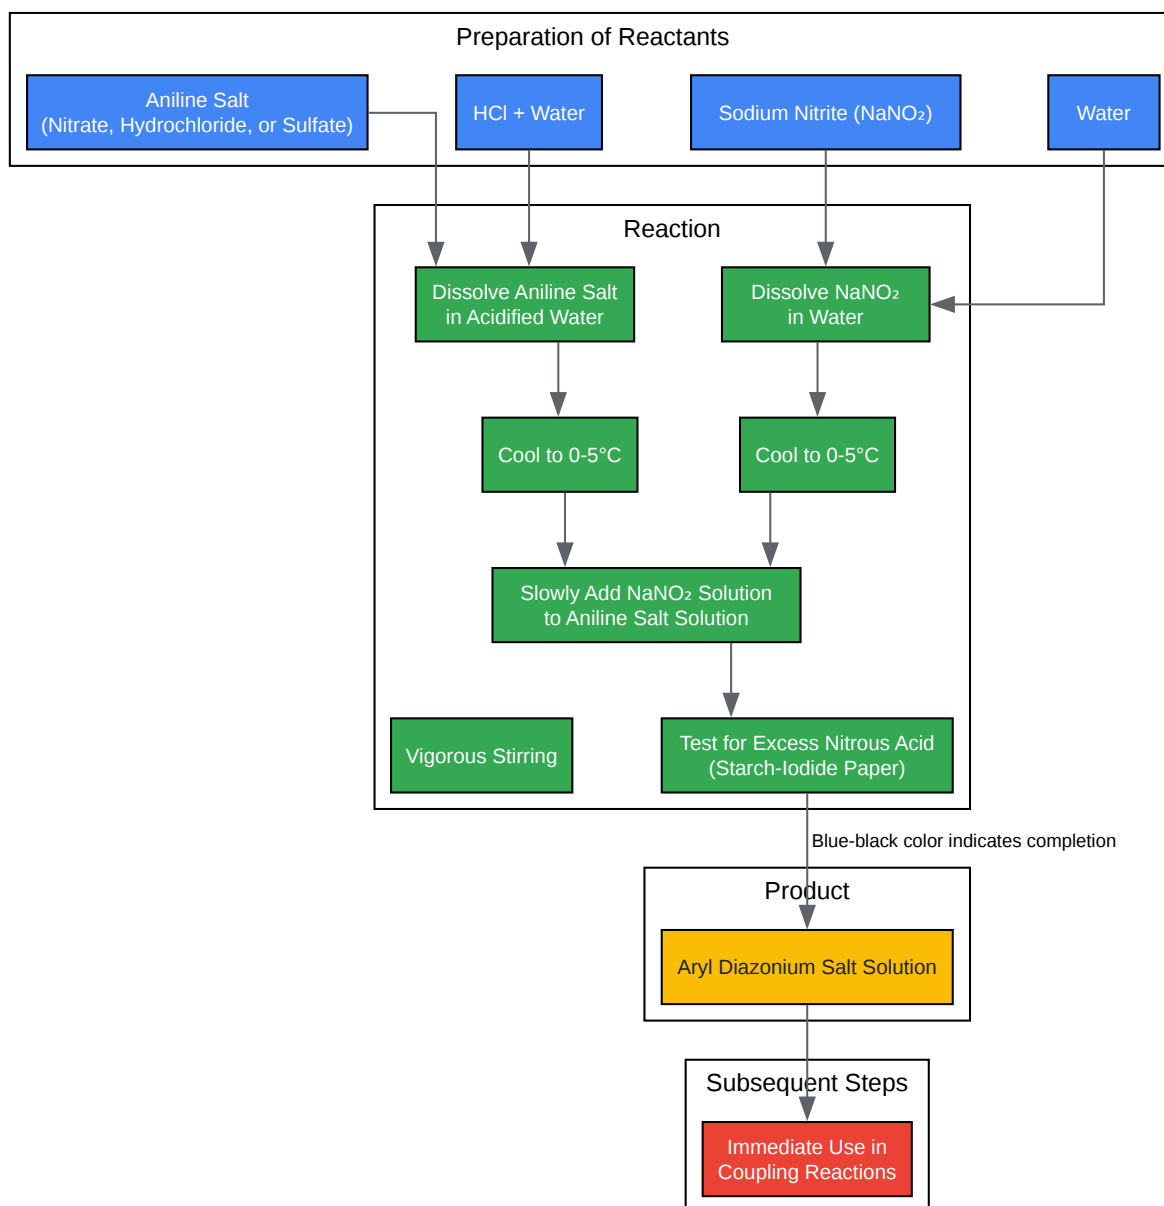 Preparation of Reactants
Aniline Salt
(Nitrate, Hydrochloride, or Sulfate)
HCl + Water
Sodium Nitrite (NaNO₂)
Water
Reaction
Dissolve Aniline Salt
in Acidified Water
Dissolve NaNO₂
in Water
Cool to 0-5°C
Cool to 0-5°C
Slowly Add NaNO₂ Solution
to Aniline Salt Solution
Vigorous Stirring
Test for Excess Nitrous Acid
(Starch-Iodide Paper)
Blue-black color indicates completion
Product
Aryl Diazonium Salt Solution
Subsequent Steps
Immediate Use in
Coupling Reactions